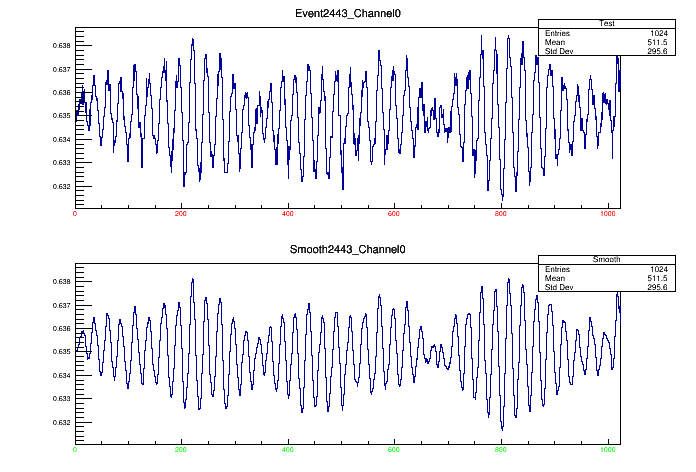 Event2443_Channel0
Test
Entries 1024
Mean 511.5
Std Dev 295.6
0.638
0.637
0.636
0.635
0.634
0.633
0.632
0 200 400 600 800 1000
Smooth2443_Channel0
Smooth
Entries 1024
Mean 511.5
Std Dev 295.6
0.638
0.637
0.636
0.635
0.634
0.633
0.632
0 200 400 600 800 1000